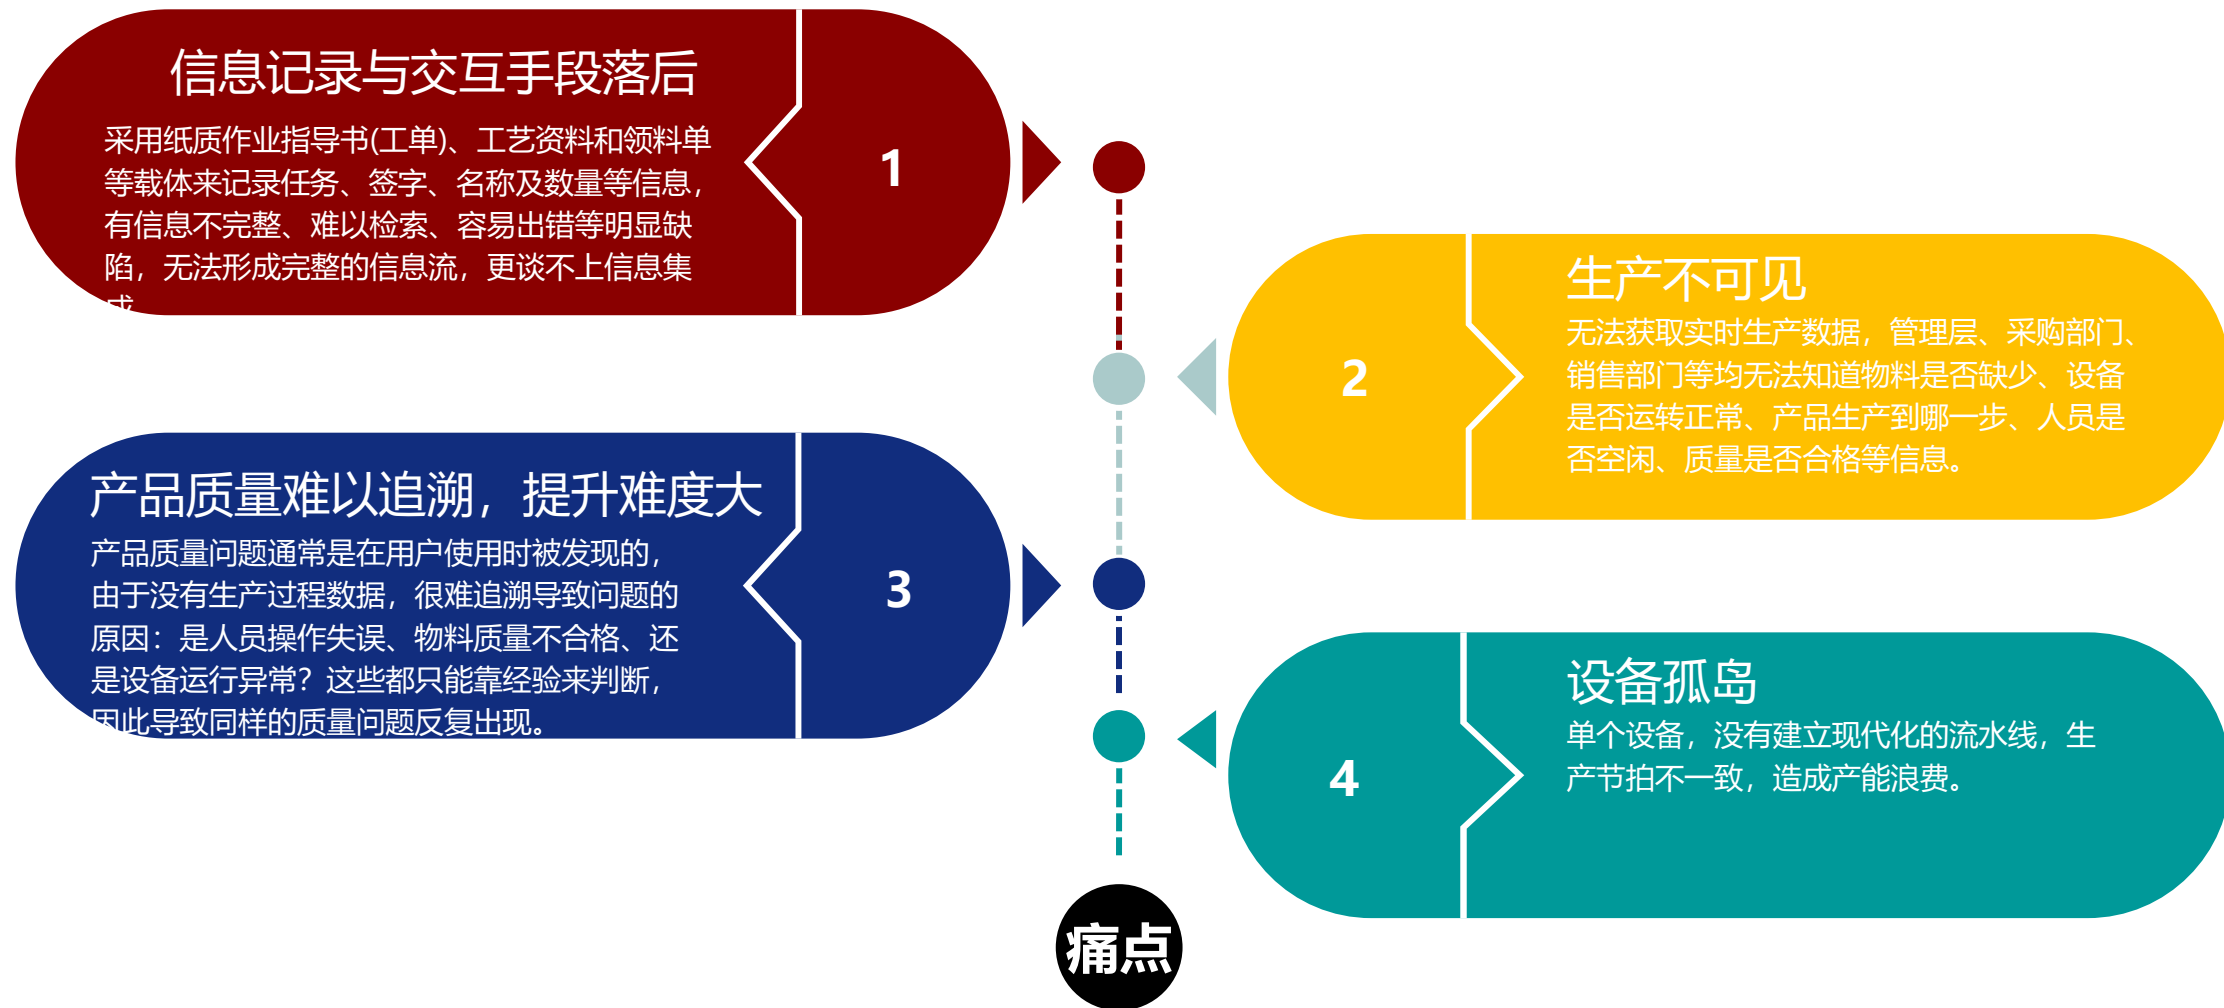 信息记录与交互手段落后
采用纸质作业指导书(工单)、工艺资料和领料单
等载体来记录任务、签字、名称及数量等信息，
有信息不完整、难以检索、容易出错等明显缺
陷，无法形成完整的信息流，更谈不上信息集
成
1
生产不可见
无法获取实时生产数据，管理层、采购部门、
销售部门等均无法知道物料是否缺少、设备
是否运转正常、产品生产到哪一步、人员是
否空闲、质量是否合格等信息。
2
产品质量难以追溯，提升难度大
产品质量问题通常是在用户使用时被发现的，
由于没有生产过程数据，很难追溯导致问题的
原因：是人员操作失误、物料质量不合格、还
是设备运行异常？这些都只能靠经验来判断，
因此导致同样的质量问题反复出现。
3
设备孤岛
单个设备，没有建立现代化的流水线，生
产节拍不一致，造成产能浪费。
4
痛点